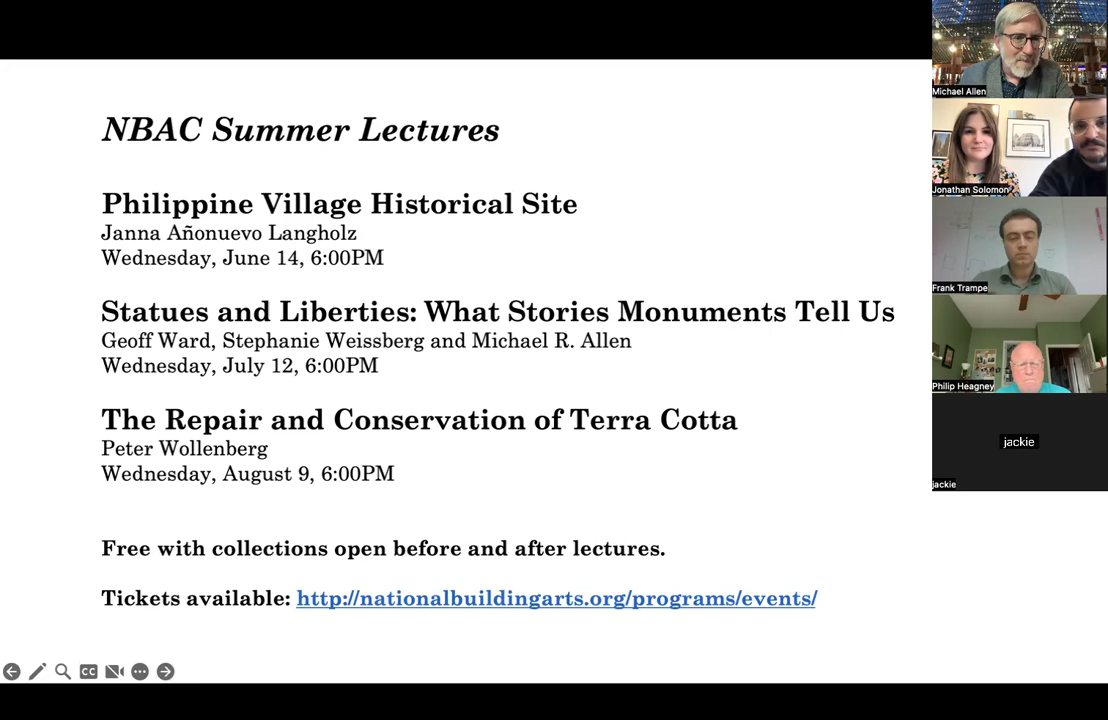 NBAC Summer Lectures
Philippine Village Historical Site
Janna Añonuevo Langholz
Wednesday, June 14, 6:00PM
Statues and Liberties: What Stories Monuments Tell Us
Geoff Ward, Stephanie Weissberg and Michael R. Allen
Wednesday, July 12, 6:00PM
The Repair and Conservation of Terra Cotta
Peter Wollenberg
Wednesday, August 9, 6:00PM
Free with collections open before and after lectures.
Tickets available: http://nationalbuildingarts.org/programs/events/
CC
Michael Allen
Jonathan Solomon
Frank Trampe
Philip Heagney
jackie
jackie